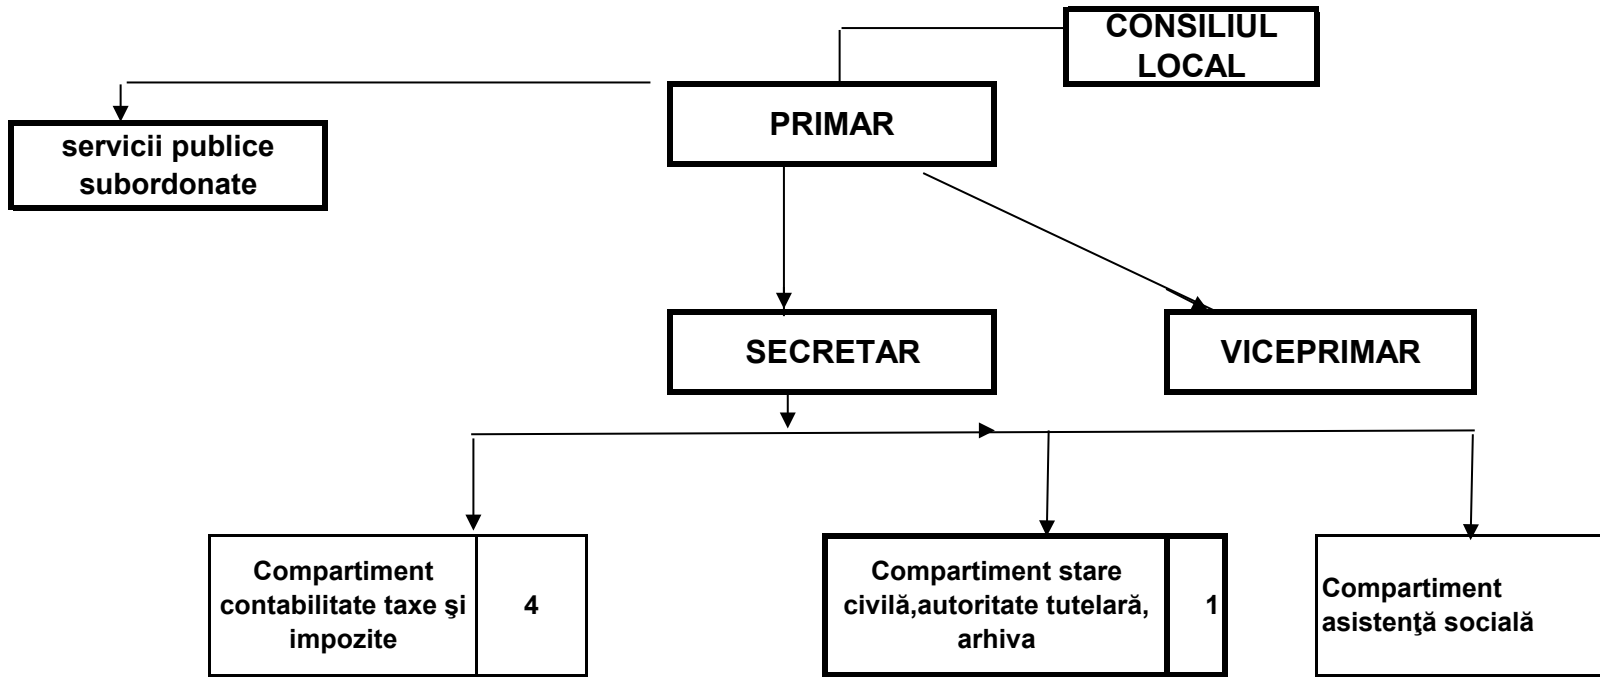 CONSILIUL
LOCAL
PRIMAR
servicii publice
subordonate
SECRETAR
VICEPRIMAR
Compartiment
contabilitate taxe şi
impozite
4
Compartiment stare
civilă,autoritate tutelară,
arhiva
1
Compartiment
asistenţă socială